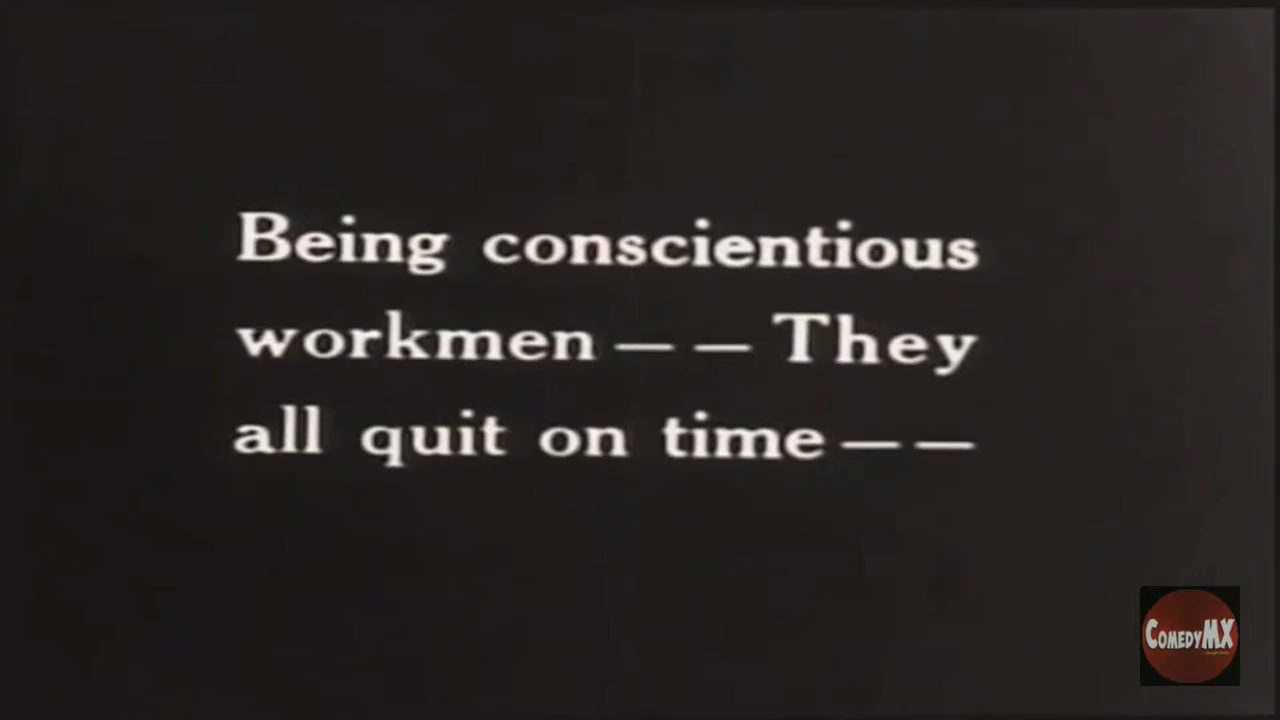 Being conscientious
workmen — — They
all quit on time — —
COMEDYMX